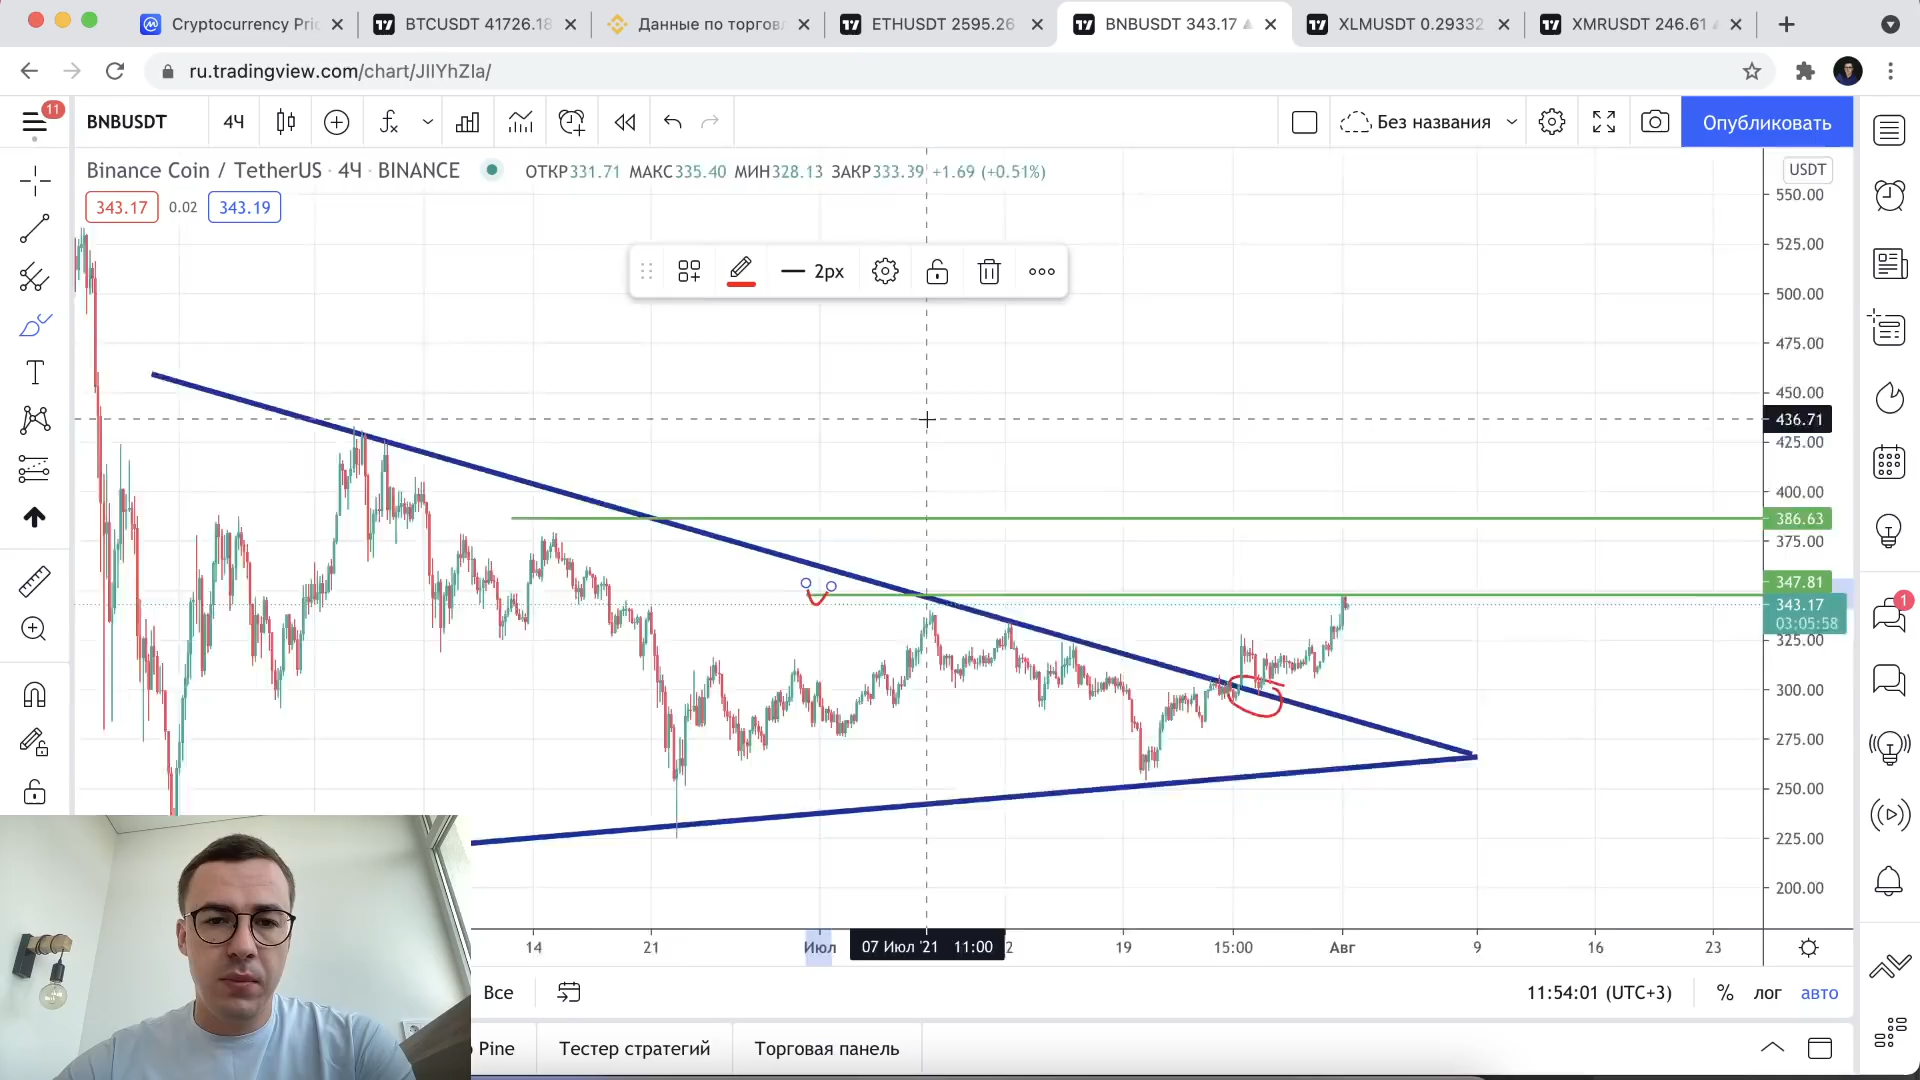 Cryptocurrency Pri
BTCUSDT 41726.18
Данные по торговл
ETHUSDT 2595.26
BNBUSDT 343.17
XLMUSDT 0.29332
XMRUSDT 246.61
ru.tradingview.com/chart/JIIYhZIa/
11
BNBUSDT
4Ч
Без названия
Опубликовать
Binance Coin / TetherUS · 4Ч · BINANCE
ОТКР331.71 МАКС335.40 МИН328.13 ЗАКР333.39 +1.69 (+0.51%)
USDT
343.17
0.02
343.19
2px
550.00
525.00
500.00
475.00
450.00
436.71
425.00
400.00
386.63
375.00
347.81
343.17
03:05:58
325.00
300.00
275.00
250.00
225.00
200.00
1
14
21
Июл
07 Июл '21 11:00
2
19
15:00
Авг
9
16
23
Все
11:54:01 (UTC+3)
%
лог
авто
Pine
Тестер стратегий
Торговая панель